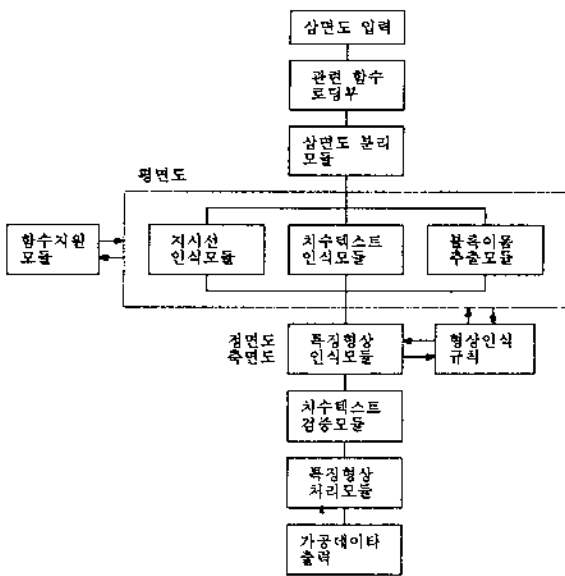 삼면도 입력
관련 함수
로딩부
삼면도 분리
모듈
평면도
함수지원
모듈
지시선
인식모듈
치수텍스트
인식모듈
블록이름
추출모듈
정면도
측면도
특징형상
인식모듈
형상인식
규칙
치수텍스트
검증모듈
특징형상
처리모듈
가공데이타
출력